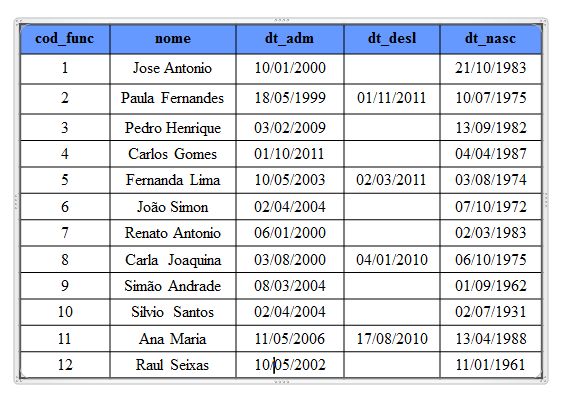 cod_func nome dt_adm dt_desl dt_nasc
1 Jose Antonio 10/01/2000 21/10/1983
2 Paula Fernandes 18/05/1999 01/11/2011 10/07/1975
3 Pedro Henrique 03/02/2009 13/09/1982
4 Carlos Gomes 01/10/2011 04/04/1987
5 Fernanda Lima 10/05/2003 02/03/2011 03/08/1974
6 João Simon 02/04/2004 07/10/1972
7 Renato Antonio 06/01/2000 02/03/1983
8 Carla Joaquina 03/08/2000 04/01/2010 06/10/1975
9 Simão Andrade 08/03/2004 01/09/1962
10 Silvio Santos 02/04/2004 02/07/1931
11 Ana Maria 11/05/2006 17/08/2010 13/04/1988
12 Raul Seixas 10/05/2002 11/01/1961